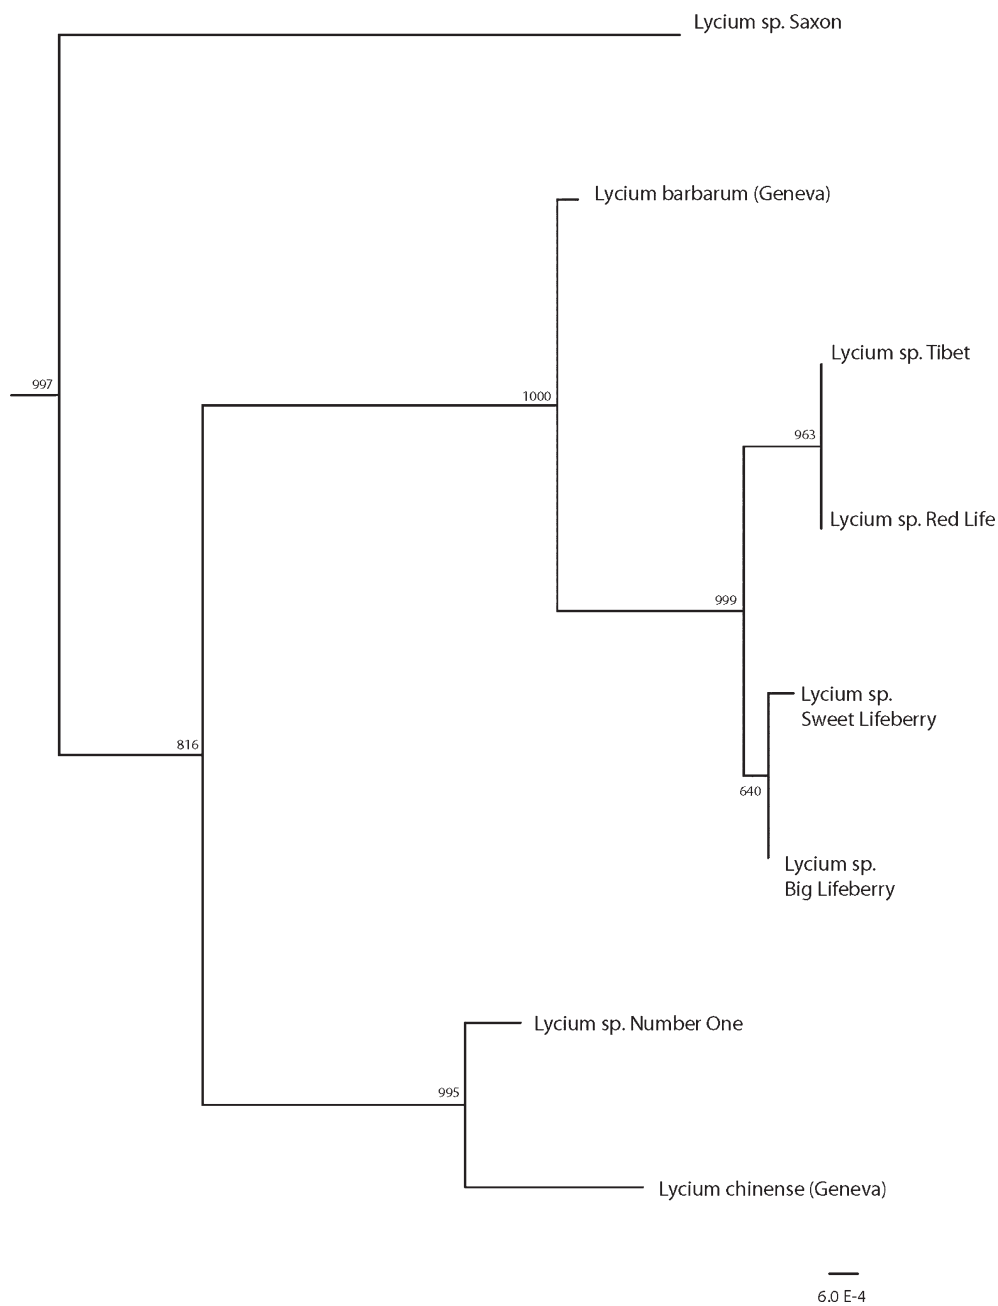 Lycium sp. Saxon
Lycium barbarum (Geneva)
Lycium sp. Tibet
997
1000
963
Lycium sp. Red Life
999
Lycium sp.
Sweet Lifeberry
816
640
Lycium sp.
Big Lifeberry
Lycium sp. Number One
995
Lycium chinense (Geneva)
6.0 E-4